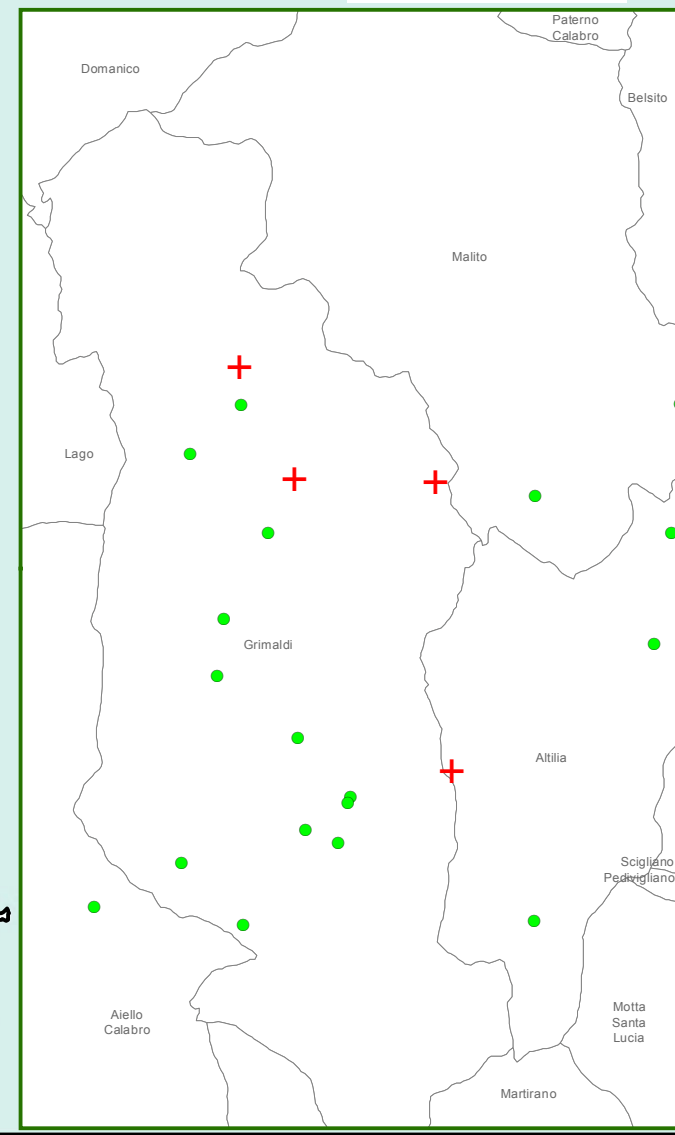 Paterno
Calabro
Domanico
Belsito
Malito
Lago
Grimaldi
Altilia
Scigliano
Pedivigliano
Aiello
Calabro
Motta
Santa
Lucia
Martirano